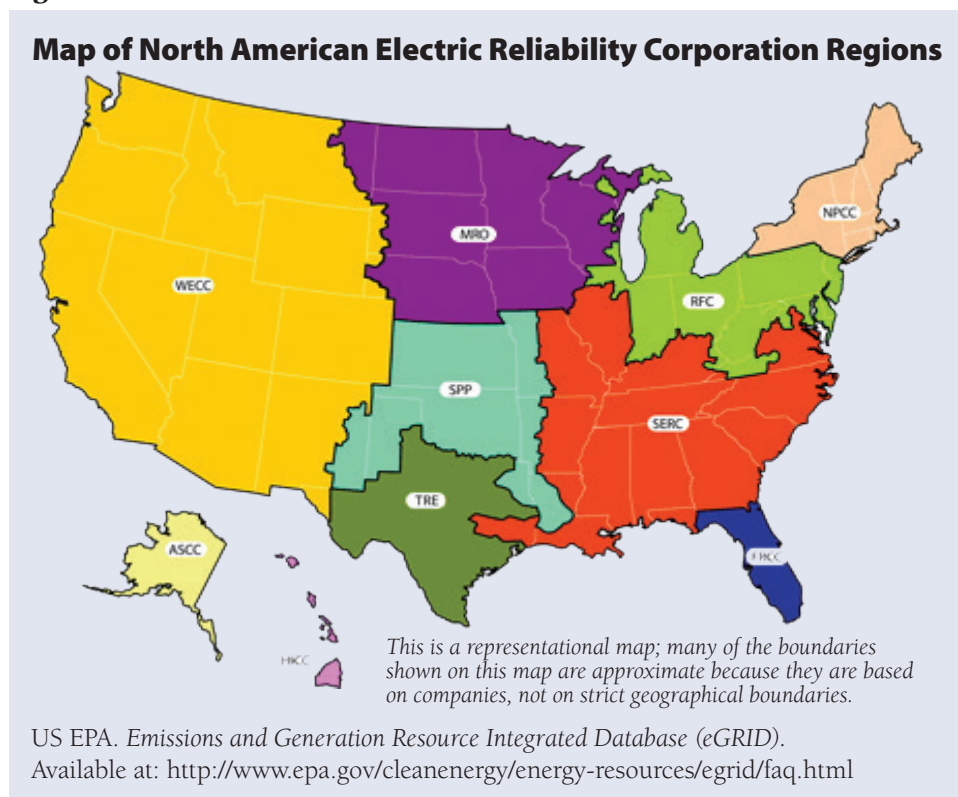 Map of North American Electric Reliability Corporation Regions
NPCC
MRO
WECC
RFC
SPP
SERC
TRE
ASCC
This is a representational map; many of the boundaries
shown on this map are approximate because they are based
on companies, not on strict geographical boundaries.
US EPA. Emissions and Generation Resource Integrated Database (eGRID).
Available at: http://www.epa.gov/cleanenergy/energy-resources/egrid/faq.html